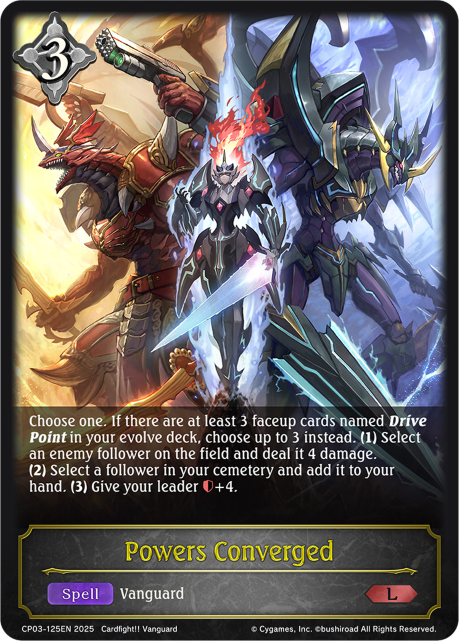 3
Choose one. If there are at least 3 faceup cards named Drive
Point in your evolve deck, choose up to 3 instead. (1) Select
an enemy follower on the field and deal it 4 damage.
(2) Select a follower in your cemetery and add it to your
hand. (3) Give your leader +4.
Powers Converged
Spell Vanguard L
CP03-125EN 2025 Cardfight!! Vanguard © Cygames, Inc. ©bushiroad All Rights Reserved.